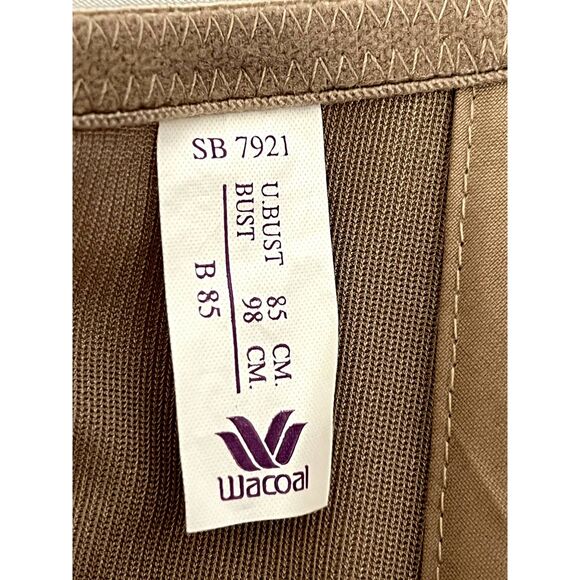 SB 7921
U.BUST 85 CM.
BUST 98 CM.
B 85
Wacoal